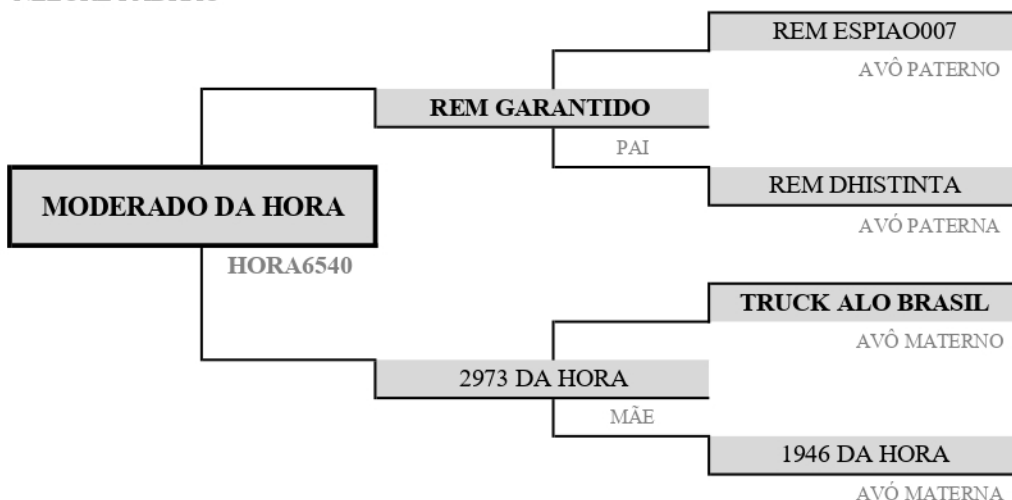 REM ESPIAO007
AVÔ PATERNO
REM GARANTIDO
PAI
REM DHISTINTA
AVÓ PATERNA
MODERADO DA HORA
HORA6540
TRUCK ALO BRASIL
AVÔ MATERNO
2973 DA HORA
MÃE
1946 DA HORA
AVÓ MATERNA